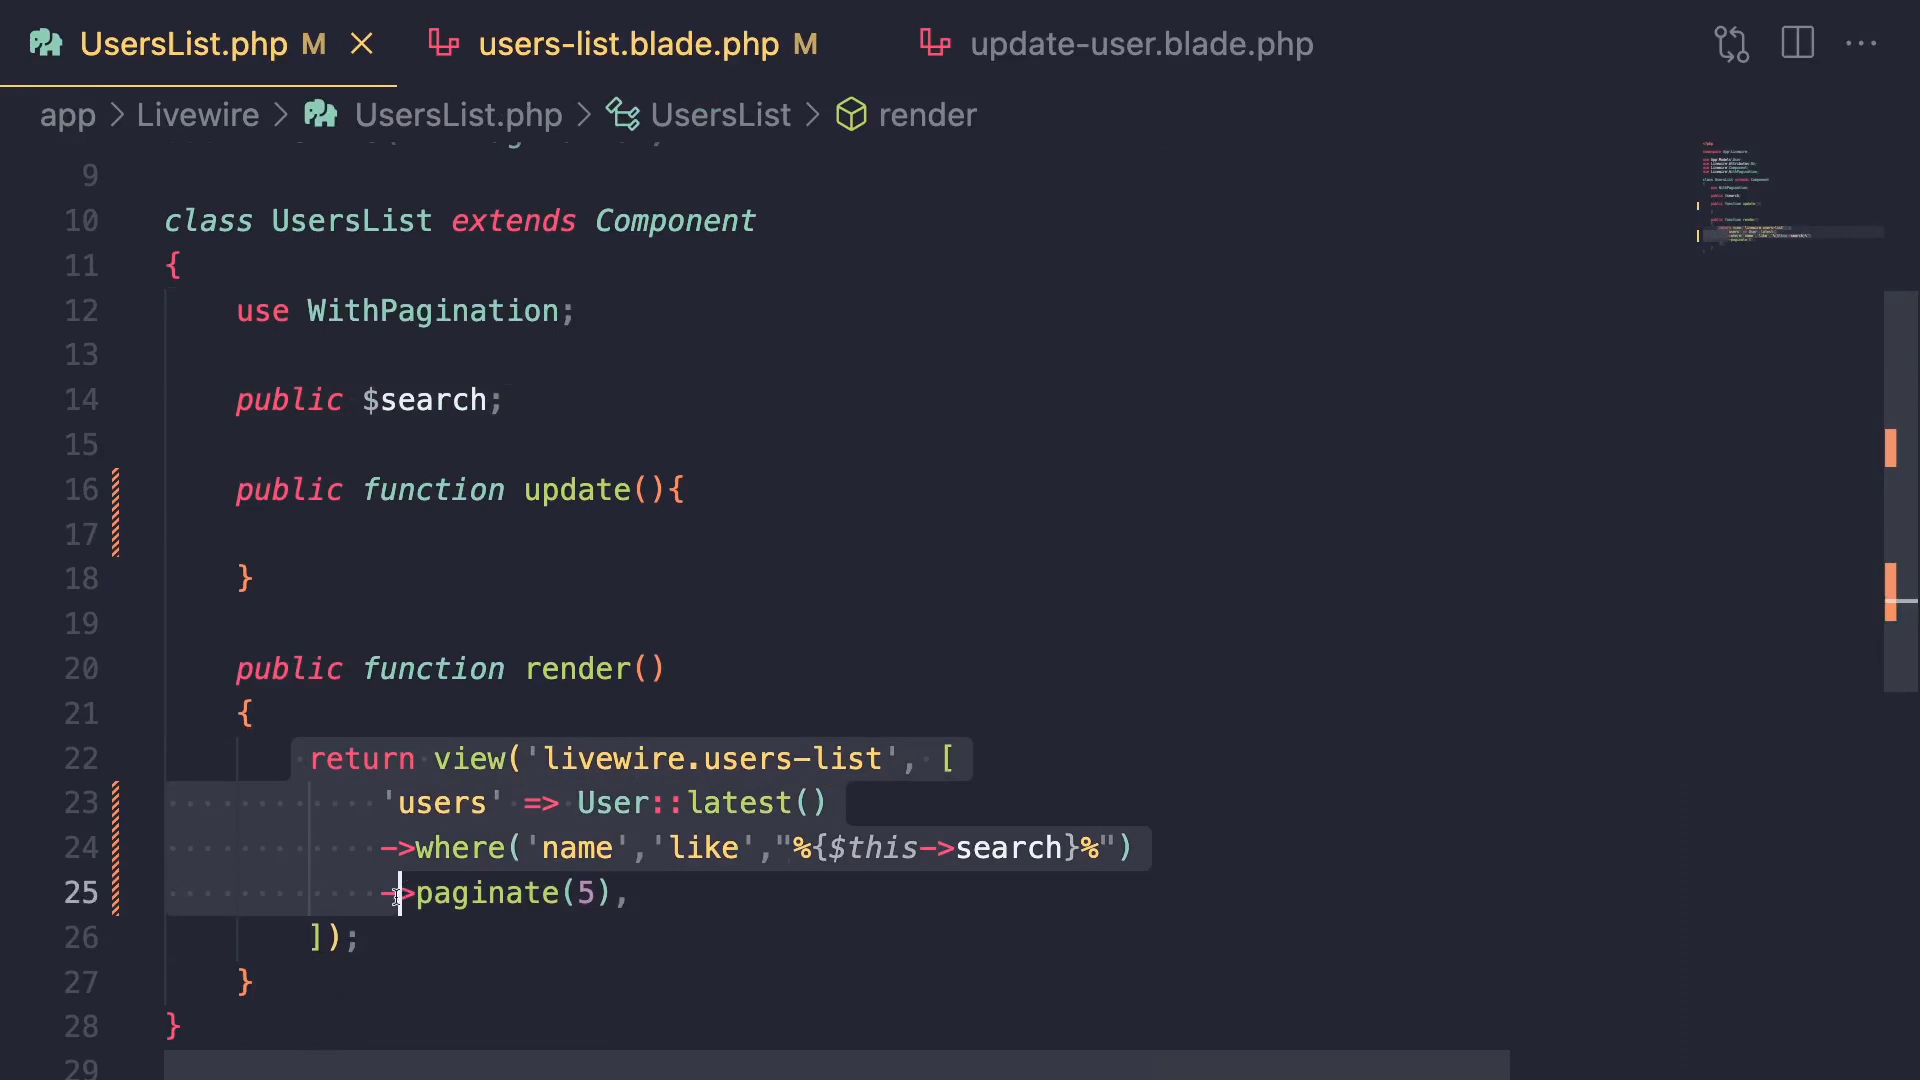 UsersList.php M
users-list.blade.php M
update-user.blade.php
app > Livewire > UsersList.php > UsersList > render
9
10 class UsersList extends Component
11 {
12 use WithPagination;
13
14 public $search;
15
16 public function update(){
17
18 }
19
20 public function render()
21 {
22 return view('livewire.users-list', [
23 'users' => User::latest()
24 ->where('name','like',"%{$this->search}%")
25 ->paginate(5),
26 ]);
27 }
28 }
29